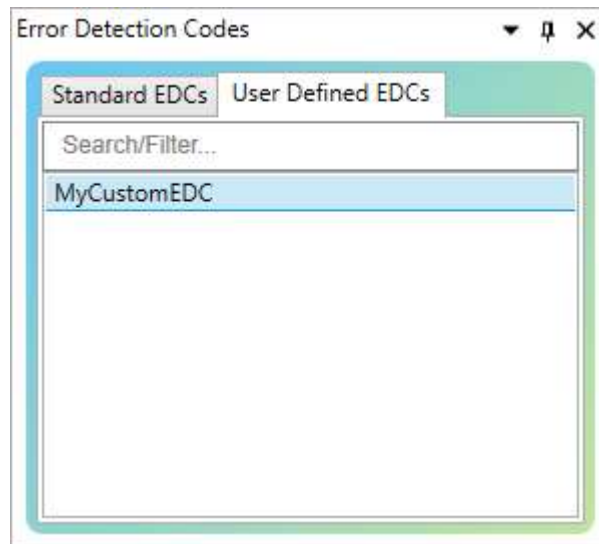 Error Detection Codes
Standard EDCs User Defined EDCs
Search/Filter...
MyCustomEDC